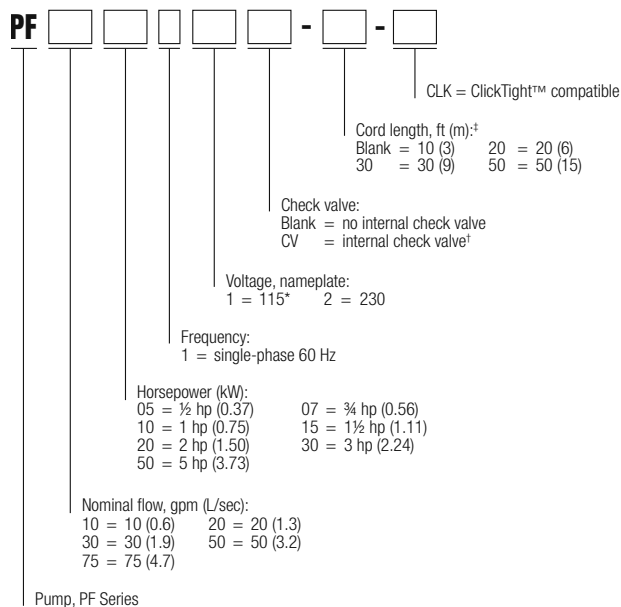 PF - -
CLK = ClickTight™ compatible
Cord length, ft (m):‡
Blank = 10 (3) 20 = 20 (6)
30 = 30 (9) 50 = 50 (15)
Check valve:
Blank = no internal check valve
CV = internal check valve†
Voltage, nameplate:
1 = 115* 2 = 230
Frequency:
1 = single-phase 60 Hz
Horsepower (kW):
05 = ½ hp (0.37) 07 = ¾ hp (0.56)
10 = 1 hp (0.75) 15 = 1½ hp (1.11)
20 = 2 hp (1.50) 30 = 3 hp (2.24)
50 = 5 hp (3.73)
Nominal flow, gpm (L/sec):
10 = 10 (0.6) 20 = 20 (1.3)
30 = 30 (1.9) 50 = 50 (3.2)
75 = 75 (4.7)
Pump, PF Series